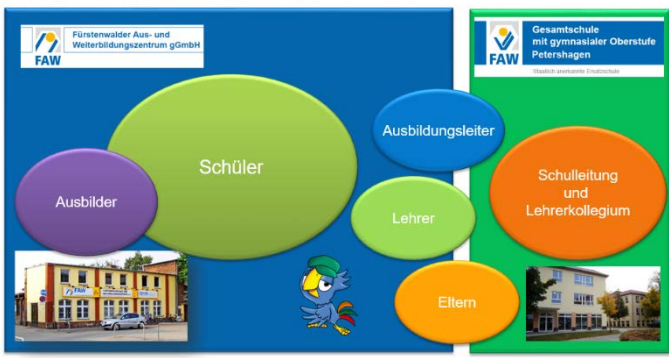 Fürstenwalder Aus- und
Weiterbildungszentrum gGmbH
FAW
Gesamtschule
mit gymnasialer Oberstufe
Petershagen
FAW
Staatlich anerkannte Ersatzschule
Ausbildungsleiter
Schüler
Schulleitung
und
Lehrerkollegium
Ausbilder
Lehrer
Eltern
FAW